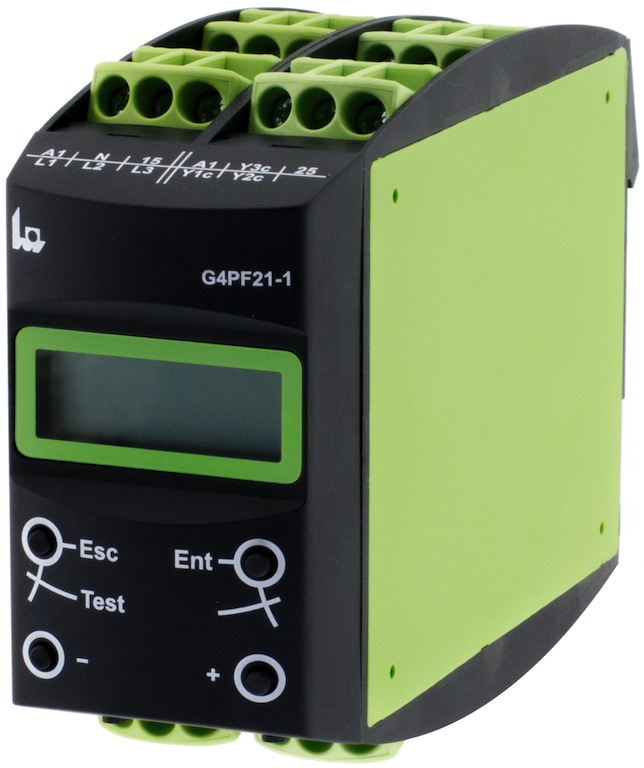 A1 N 15 A1 Y3c 25
L1 L2 L3 Y1c Y2c
G4PF21-1
Esc Ent
Test
- +